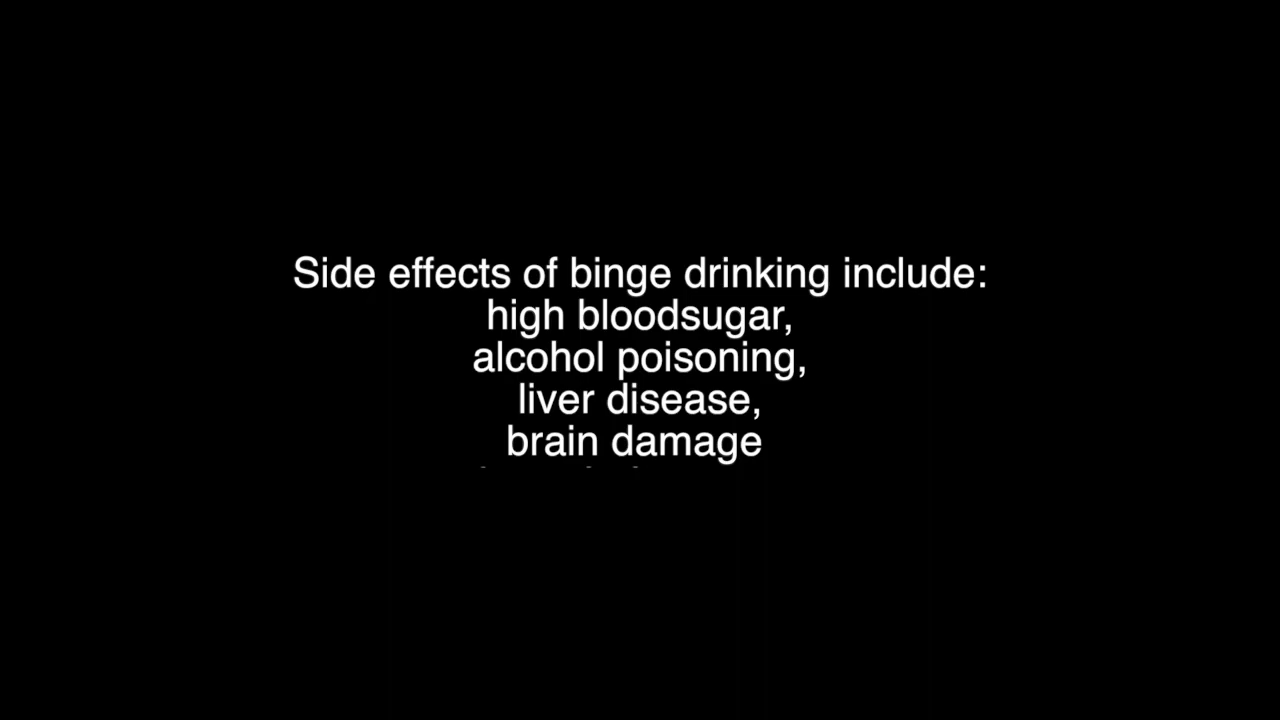 Side effects of binge drinking include:
high bloodsugar,
alcohol poisoning,
liver disease,
brain damage